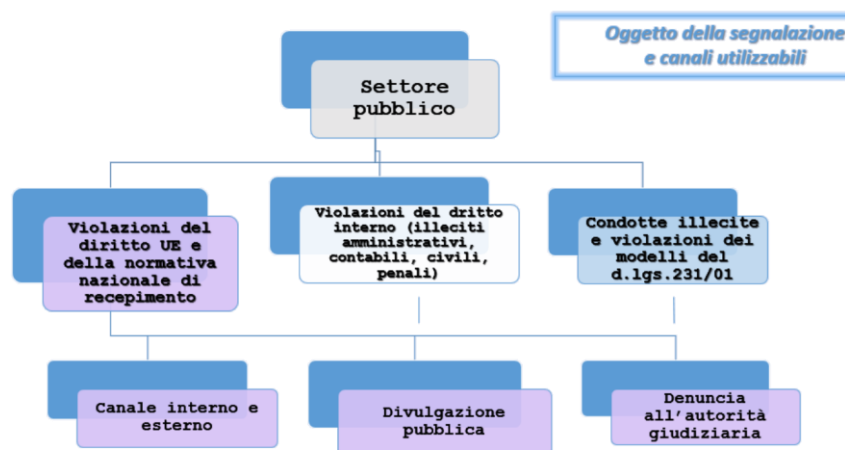 Oggetto della segnalazione
e canali utilizzabili
Settore
pubblico
Violazioni del
diritto UE e
della normativa
nazionale di
recepimento
Violazioni del dritto
interno (illeciti
amministrativi,
contabili, civili,
penali)
Condotte illecite
e violazioni dei
modelli del
d.lgs.231/01
Canale interno e
esterno
Divulgazione
pubblica
Denuncia
all'autorità
giudiziaria